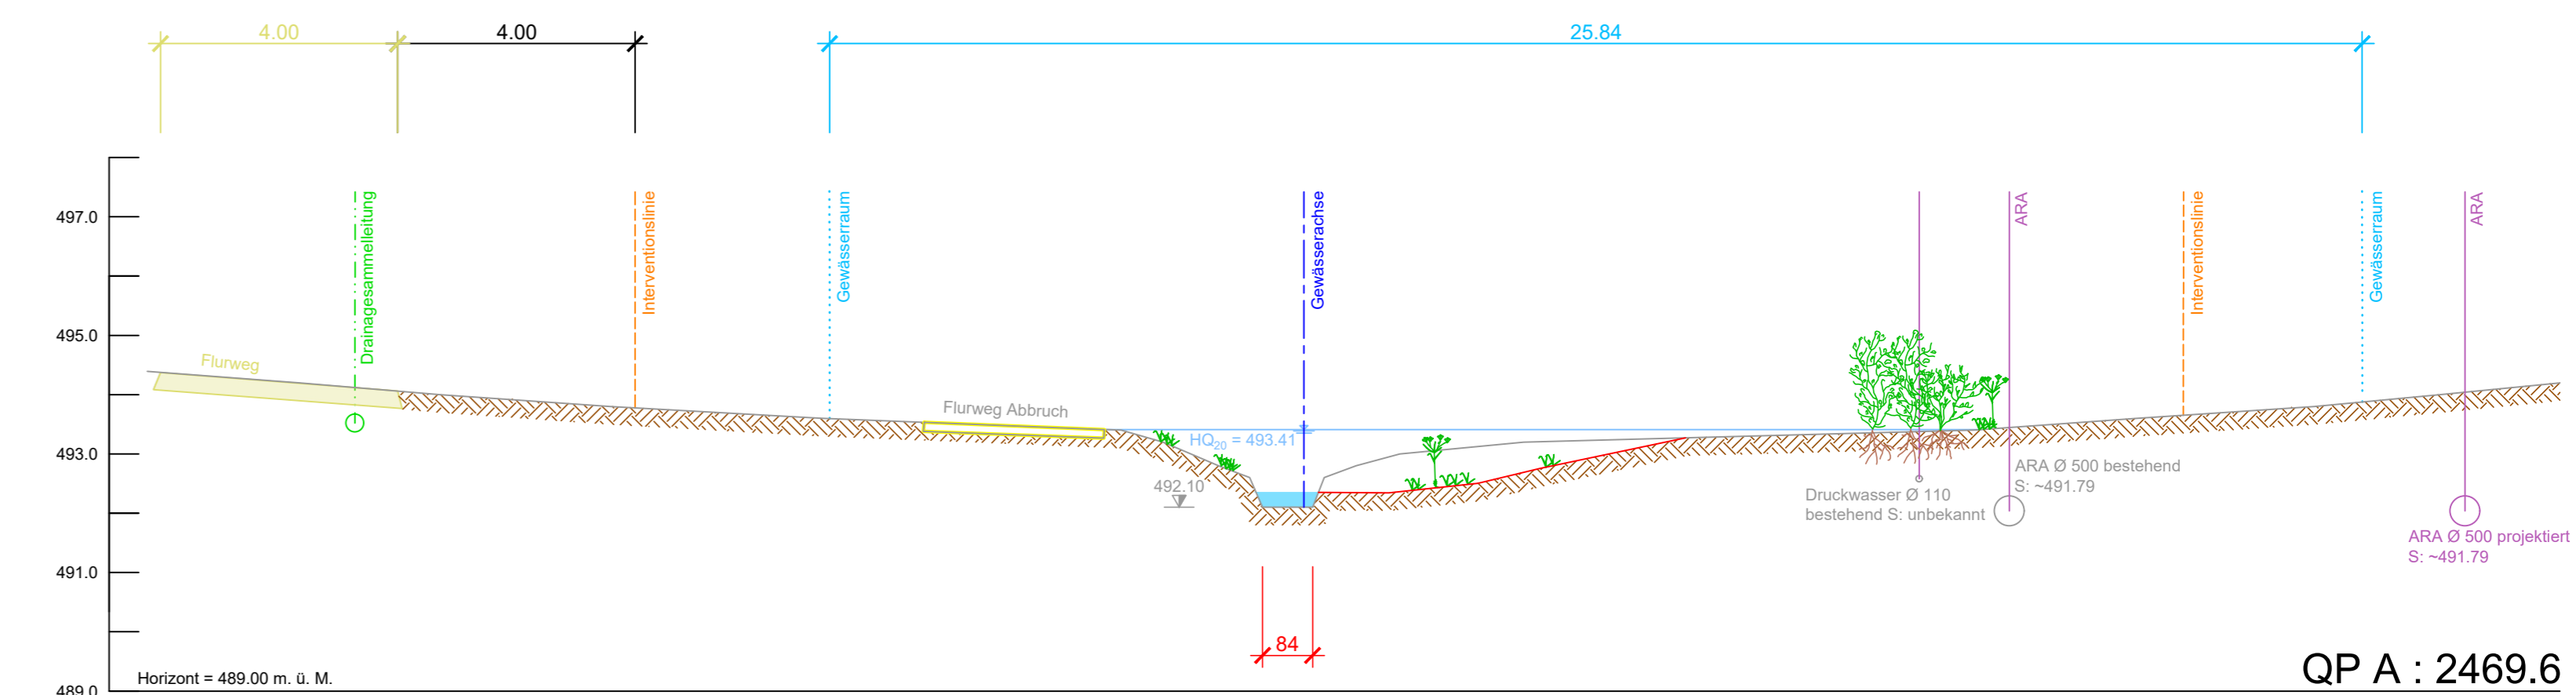 4.00
4.00
25.84
497.0
495.0
493.0
491.0
489.0
Drainagesammelleitung
Interventionslinie
Gewässerraum
Gewässerachse
ARA
Interventionslinie
Gewässerraum
ARA
Flurweg
Flurweg Abbruch
HQ20 = 493.41
492.10
Druckwasser Ø 110
bestehend S: unbekannt
ARA Ø 500 bestehend
S: ~491.79
ARA Ø 500 projektiert
S: ~491.79
84
Horizont = 489.00 m. ü. M.
QP A : 2469.6